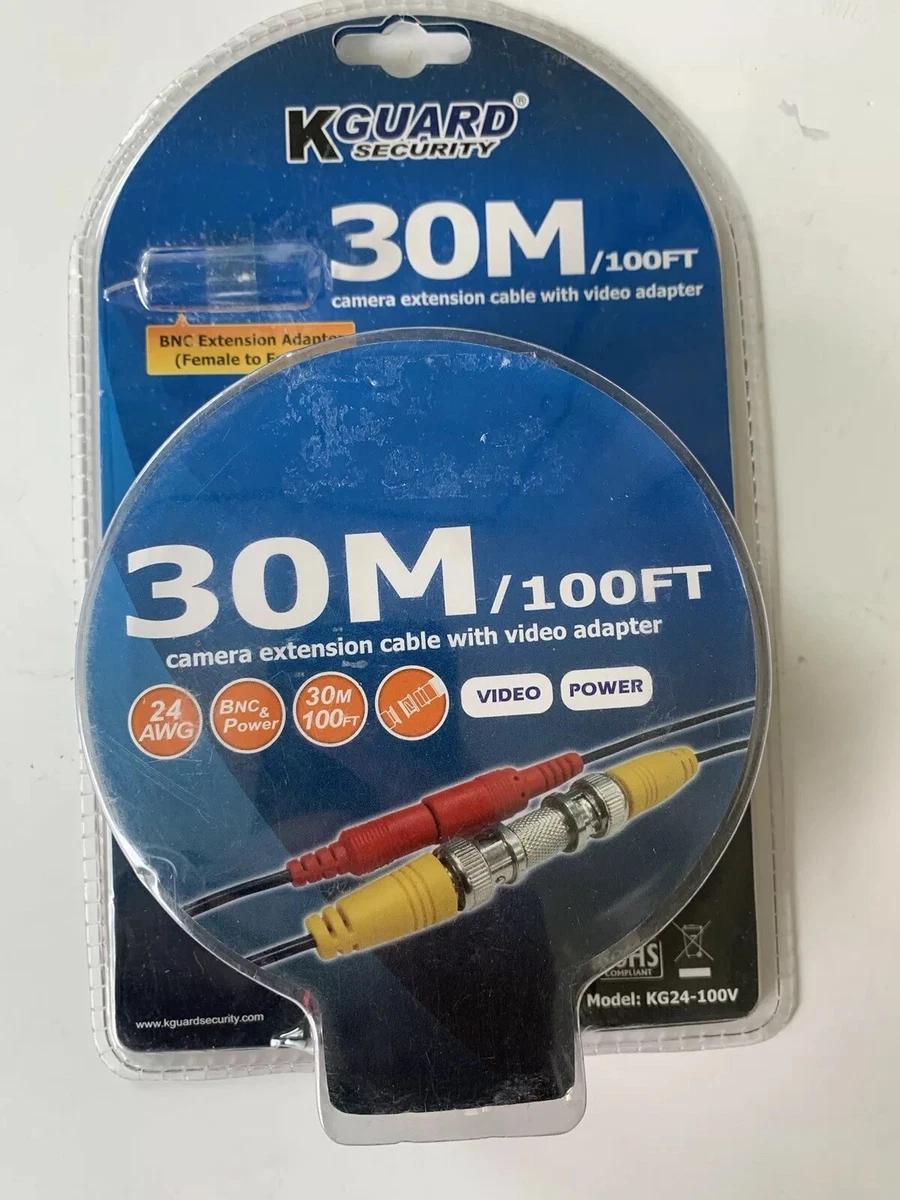 KGUARD®
SECURITY
30M/100FT
camera extension cable with video adapter
BNC Extension
(Female to
30M/100FT
camera extension cable with video adapter
24
AWG
BNC&
Power
30M
100FT
VIDEO
POWER
COMPLIANT
Model: KG24-100V
www.kguardsecurity.com